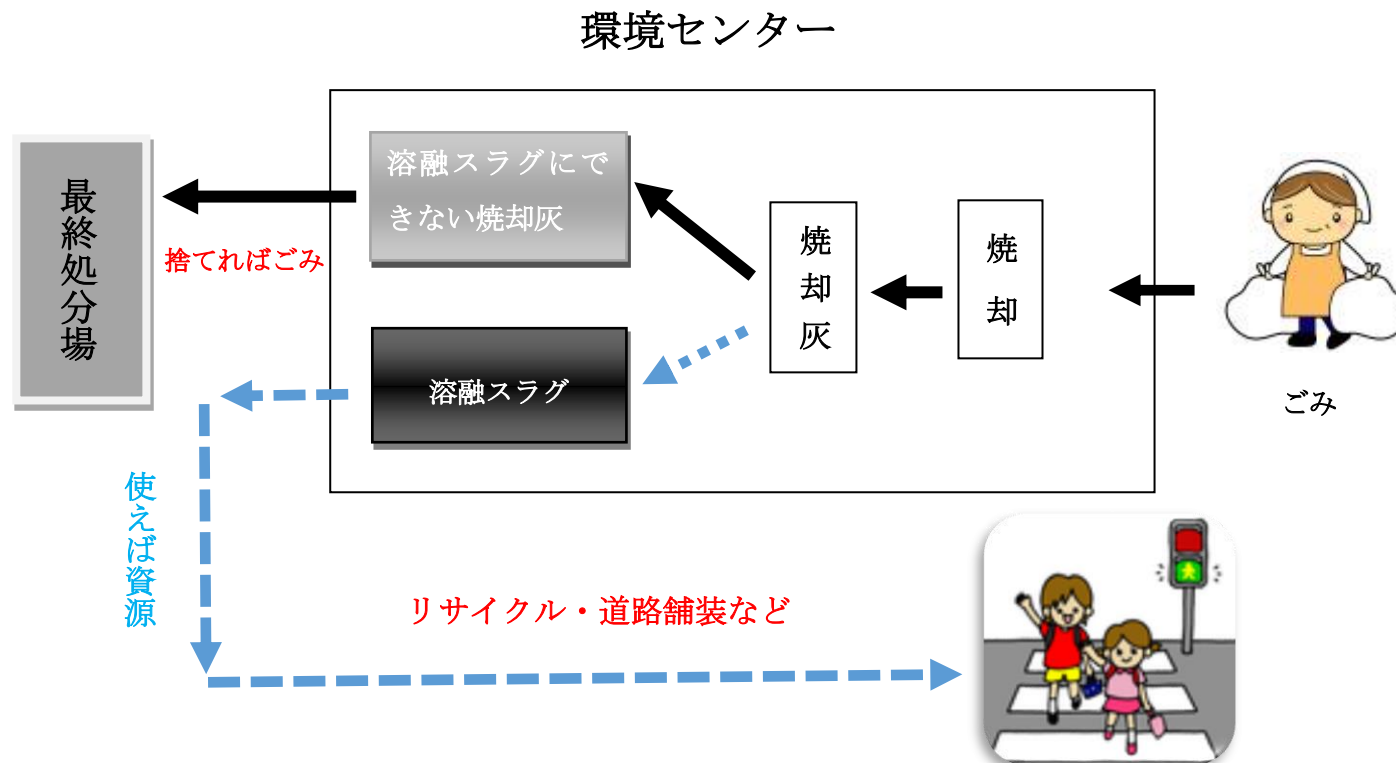 環境センター
溶融スラグにで
きない焼却灰
最終処分場
捨てればごみ
焼却灰
焼却
溶融スラグ
ごみ
使えば資源
リサイクル・道路舗装など